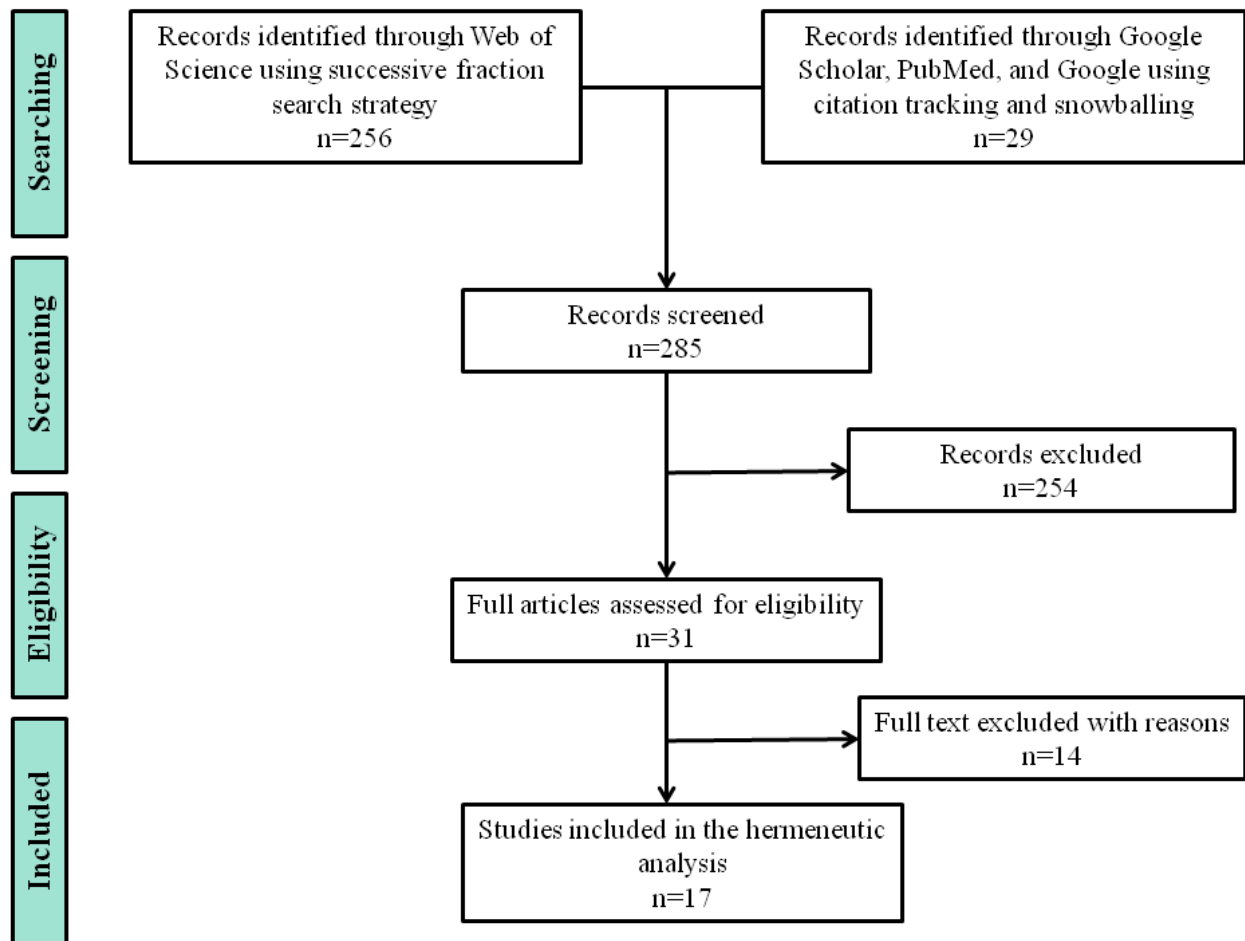 Searching
Records identified through Web of
Science using successive fraction
search strategy
n=256
Records identified through Google
Scholar, PubMed, and Google using
citation tracking and snowballing
n=29
Screening
Records screened
n=285
Records excluded
n=254
Eligibility
Full articles assessed for eligibility
n=31
Full text excluded with reasons
n=14
Included
Studies included in the hermeneutic
analysis
n=17